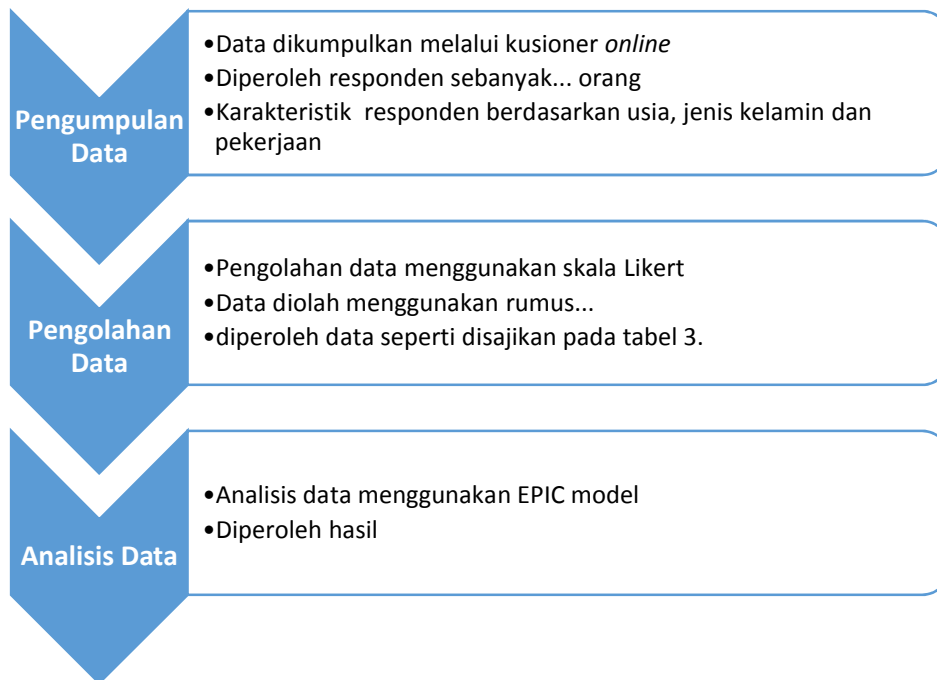 Pengumpulan
Data
•Data dikumpulkan melalui kusioner online
•Diperoleh responden sebanyak... orang
•Karakteristik responden berdasarkan usia, jenis kelamin dan
pekerjaan
Pengolahan
Data
•Pengolahan data menggunakan skala Likert
•Data diolah menggunakan rumus...
•diperoleh data seperti disajikan pada tabel 3.
Analisis Data
•Analisis data menggunakan EPIC model
•Diperoleh hasil